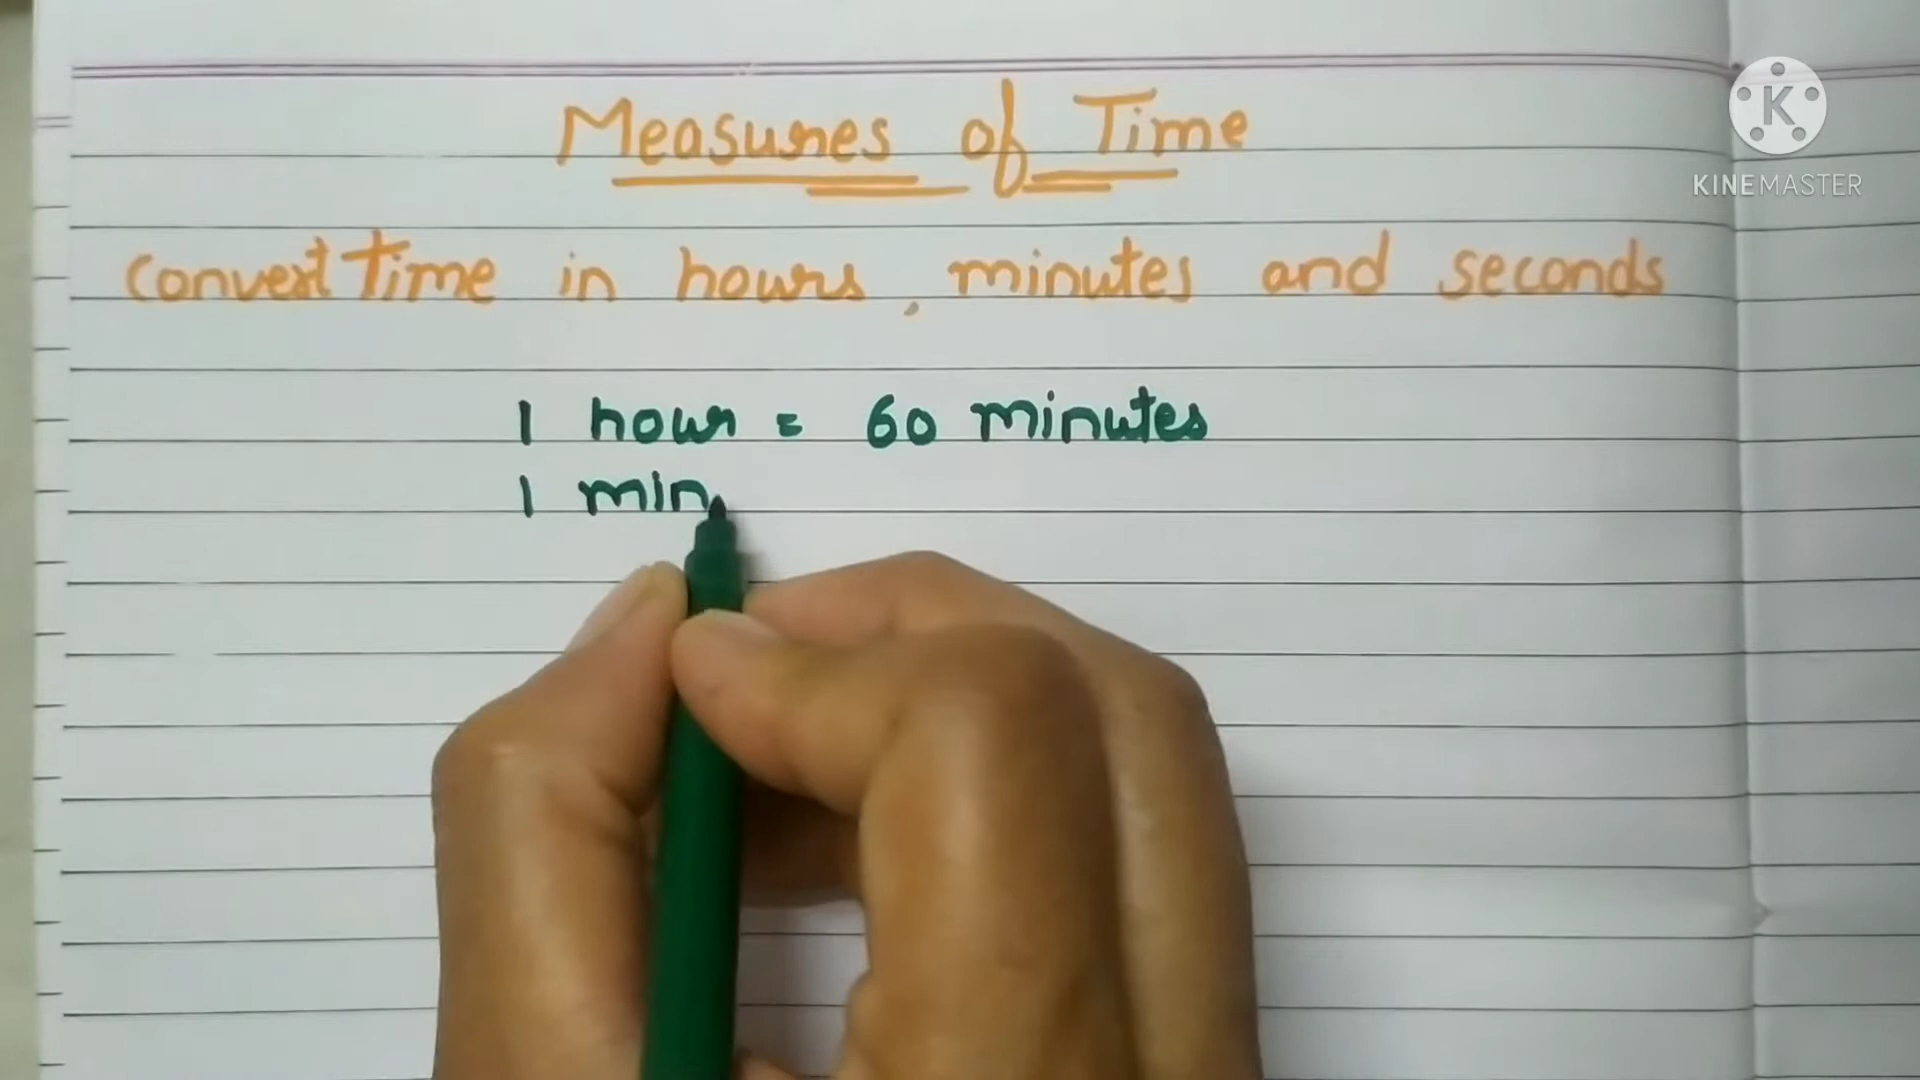 Measures of Time
K
KINEMASTER
convert Time in hours, minutes and seconds
1 hour = 60 minutes
1 min